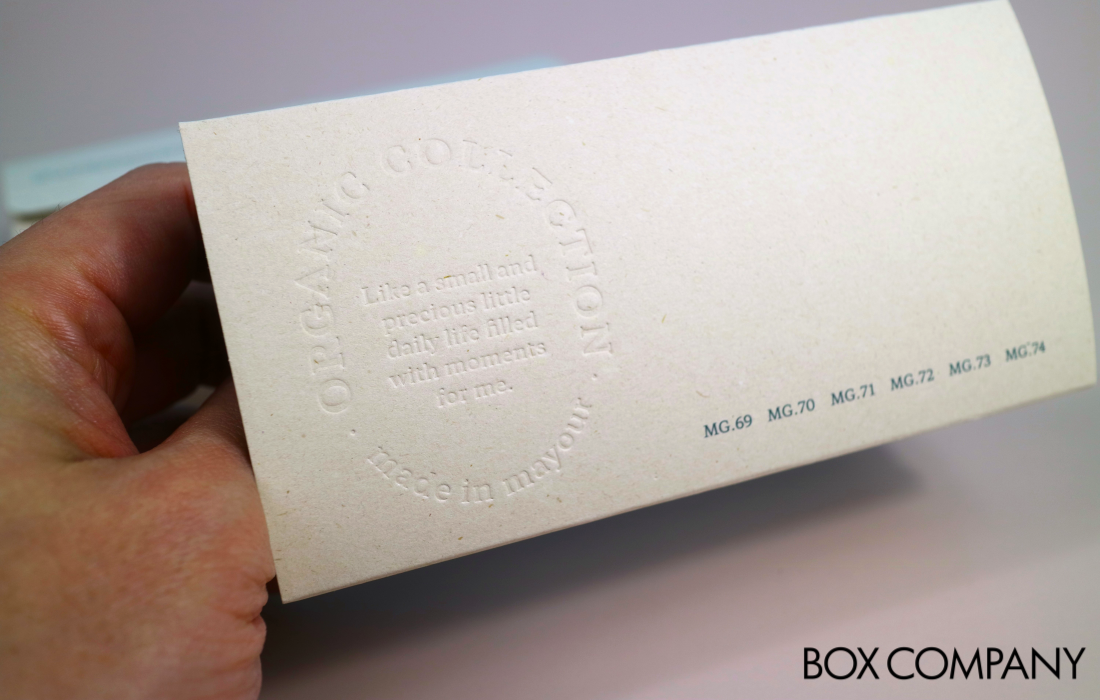 ORGANIC COLLECTION
Like a small and
precious little
daily life filled
with moments
for me.
· made in mayour ·
MG.69 MG.70 MG.71 MG.72 MG.73 MG.74
BOX COMPANY